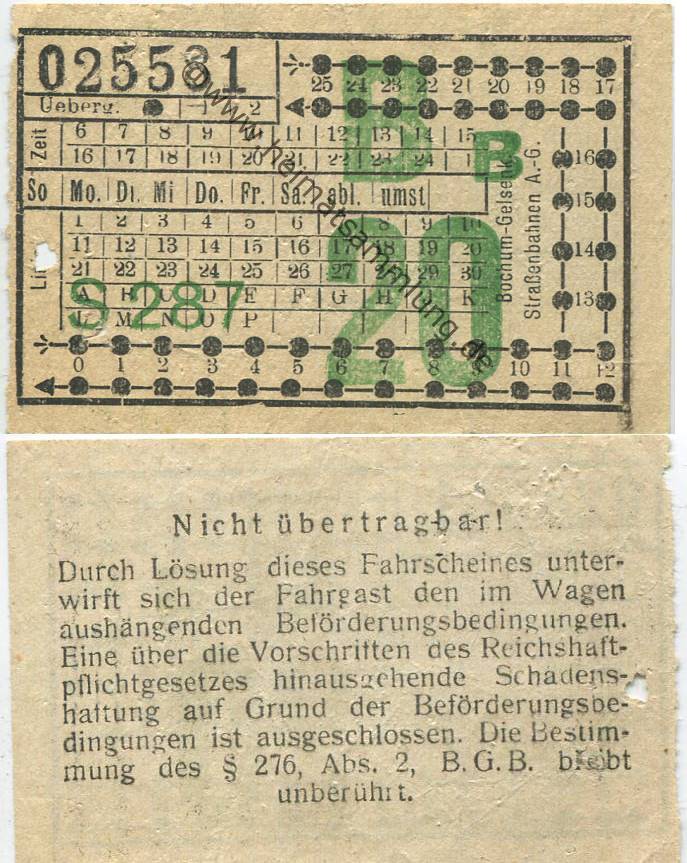 025531
25 24 23 22 21 20 19 18 17
Ueberg. 1 2
Zeit
6 7 8 9 10 11 12 13 14 15
16 17 18 19 20 21 22 23 24
So Mo. Di. Mi Do. Fr. Sa. abl. umst
1 2 3 4 5 6 7 8 9 10
11 12 13 14 15 16 17 18 19 20
21 22 23 24 25 26 27 28 29 30
A B C D E F G H K
L M N O P
S 287
B
20
B
Bochum-Gelsenk.
Straßenbahnen A.-G.
16
15
14
13
0 1 2 3 4 5 6 7 8 9 10 11 12
©www.heimatsammlung.de
Nicht übertragbar!
Durch Lösung dieses Fahrscheines unter-
wirft sich der Fahrgast den im Wagen
aushängenden Beförderungsbedingungen.
Eine über die Vorschritten des Reichshaft-
pflichtgesetzes hinausgehende Schadens-
haftung auf Grund der Beförderungsbe-
dingungen ist ausgeschlossen. Die Bestim-
mung des § 276, Abs. 2, B. G. B. bleibt
unberührt.